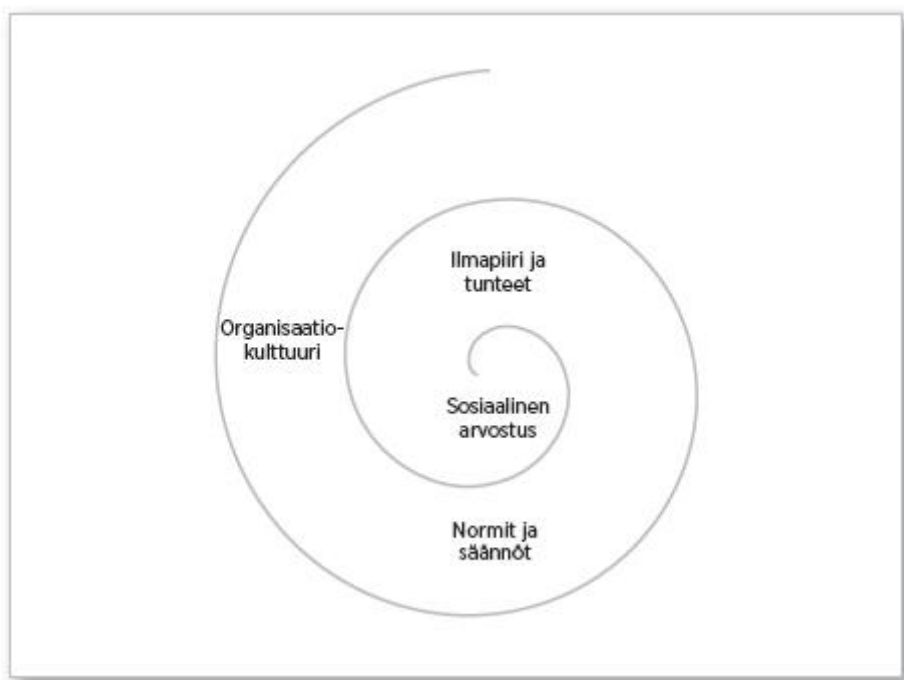 Ilmapiiri ja
tunteet
Organisaatio-
kulttuuri
Sosiaalinen
arvostus
Normit ja
säännöt